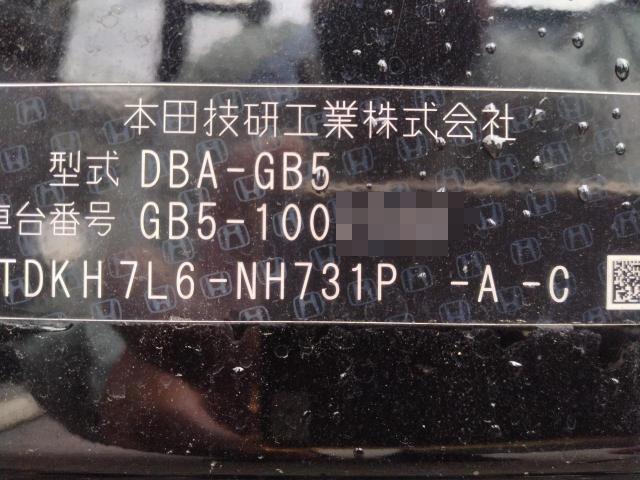 本田技研工業株式会社
型式 DBA-GB5
車台番号 GB5-100
TDKH7L6-NH731P -A-C